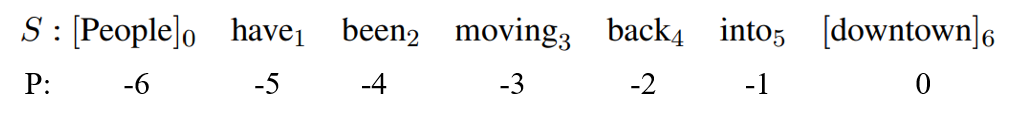 S : [People]₀ have₁ been₂ moving₃ back₄ into₅ [downtown]₆
P: -6 -5 -4 -3 -2 -1 0